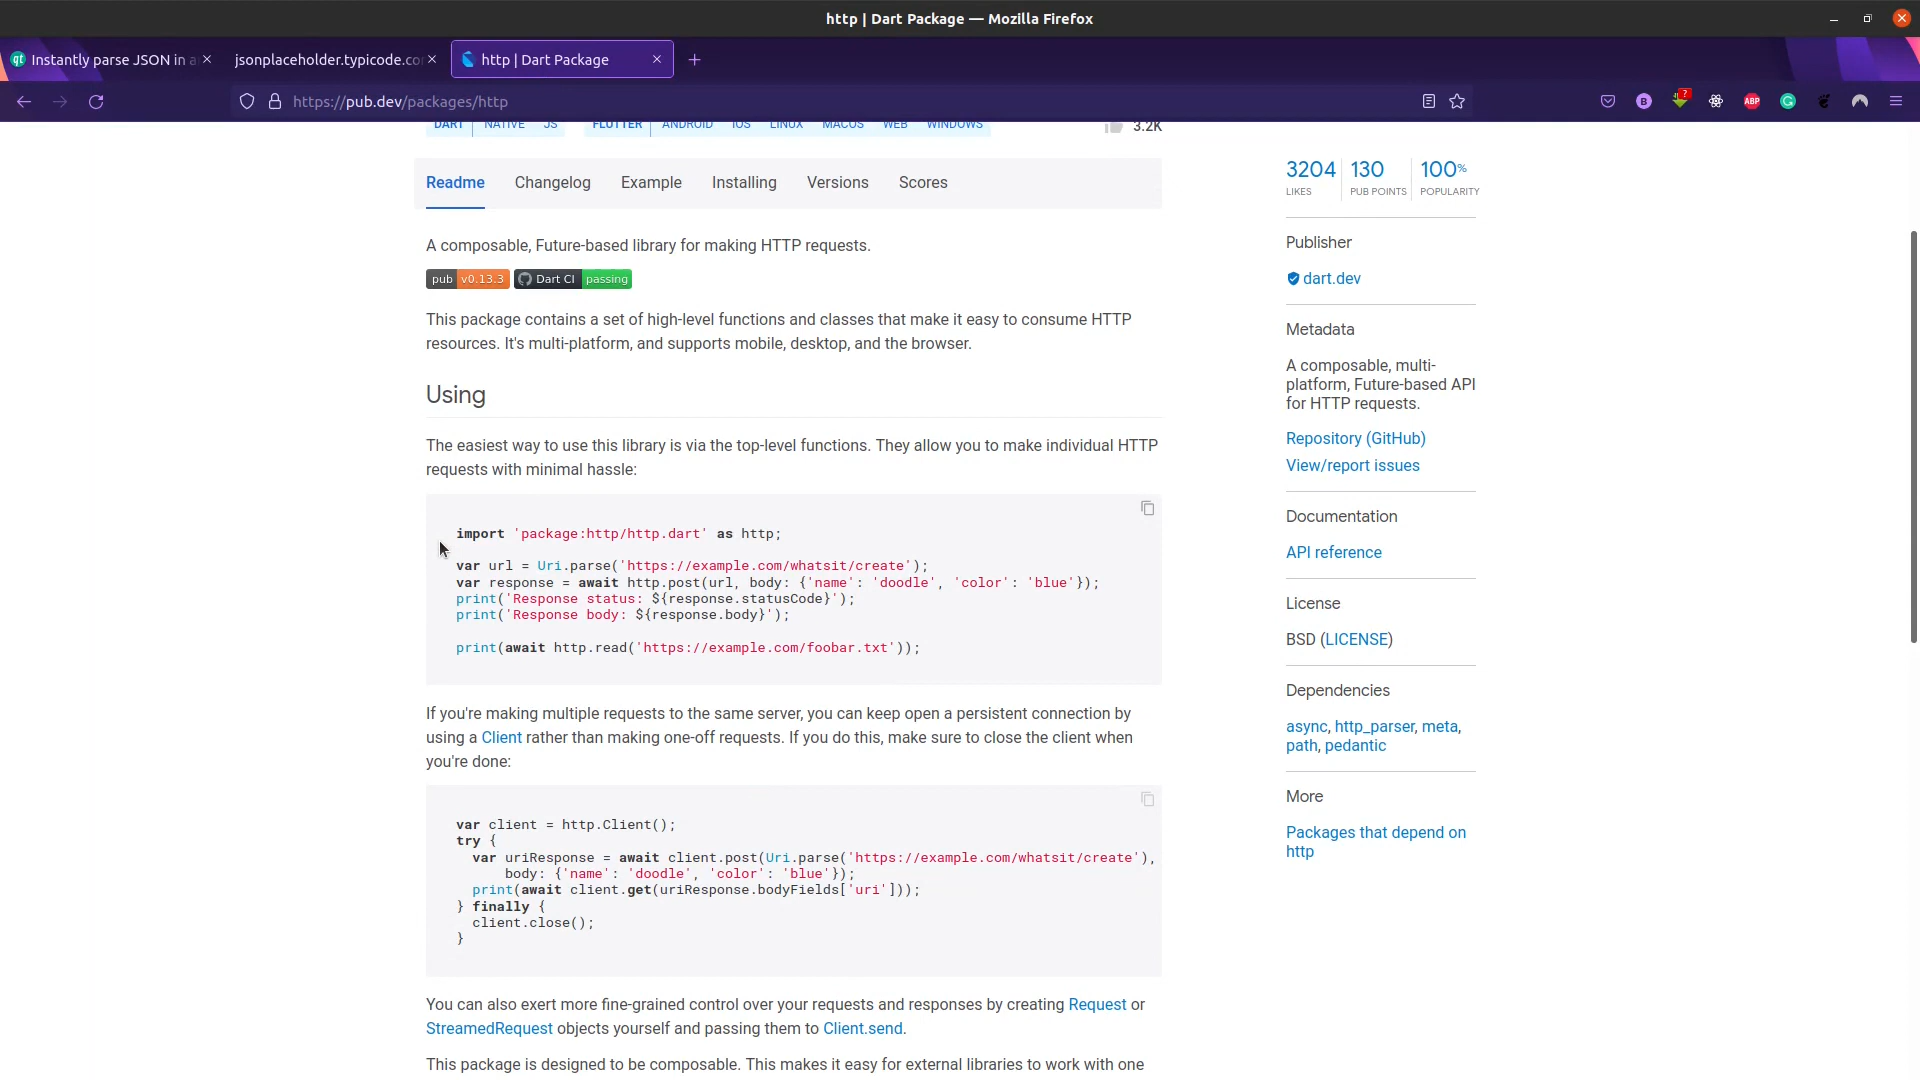 http | Dart Package — Mozilla Firefox
Instantly parse JSON in a
jsonplaceholder.typicode.co
http | Dart Package
https://pub.dev/packages/http
DART NATIVE JS FLUTTER ANDROID IOS LINUX MACOS WEB WINDOWS
3.2K
Readme Changelog Example Installing Versions Scores
A composable, Future-based library for making HTTP requests.
pub v0.13.3 Dart CI passing
This package contains a set of high-level functions and classes that make it easy to consume HTTP
resources. It's multi-platform, and supports mobile, desktop, and the browser.
Using
The easiest way to use this library is via the top-level functions. They allow you to make individual HTTP
requests with minimal hassle:
import 'package:http/http.dart' as http;
var url = Uri.parse('https://example.com/whatsit/create');
var response = await http.post(url, body: {'name': 'doodle', 'color': 'blue'});
print('Response status: ${response.statusCode}');
print('Response body: ${response.body}');
print(await http.read('https://example.com/foobar.txt'));
If you're making multiple requests to the same server, you can keep open a persistent connection by
using a Client rather than making one-off requests. If you do this, make sure to close the client when
you're done:
var client = http.Client();
try {
var uriResponse = await client.post(Uri.parse('https://example.com/whatsit/create'),
body: {'name': 'doodle', 'color': 'blue'});
print(await client.get(uriResponse.bodyFields['uri']));
} finally {
client.close();
}
You can also exert more fine-grained control over your requests and responses by creating Request or
StreamedRequest objects yourself and passing them to Client.send.
This package is designed to be composable. This makes it easy for external libraries to work with one
3204 130 100%
LIKES PUB POINTS POPULARITY
Publisher
dart.dev
Metadata
A composable, multi-
platform, Future-based API
for HTTP requests.
Repository (GitHub)
View/report issues
Documentation
API reference
License
BSD (LICENSE)
Dependencies
async, http_parser, meta,
path, pedantic
More
Packages that depend on
http